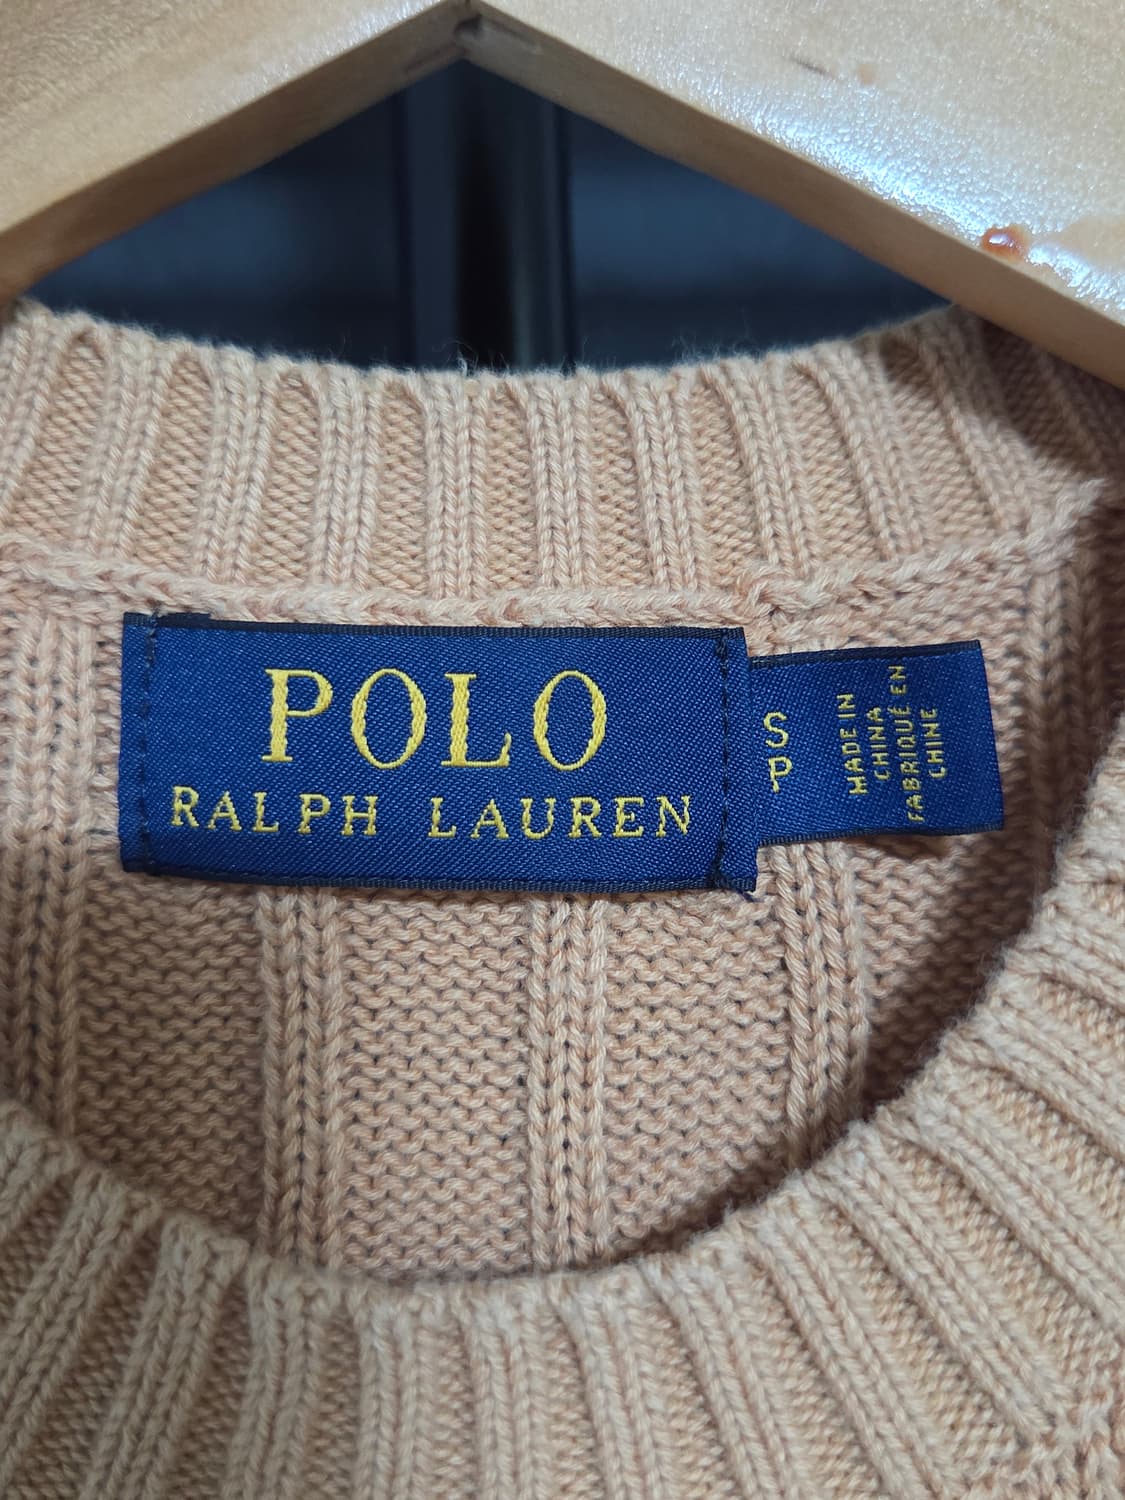 POLO
RALPH LAUREN
S
P
MADE IN
CHINA
FABRIQUÉ EN
CHINE